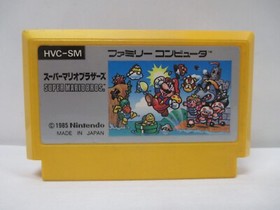 HVC-SM
ファミリー コンピュータ
スーパーマリオブラザーズ
SUPER MARIO BROS.
© 1985 Nintendo
MADE IN JAPAN